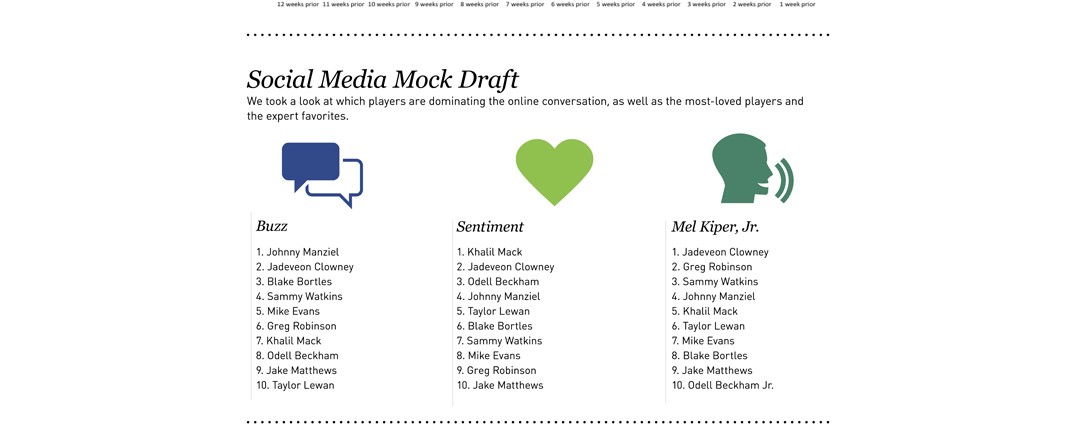 12 weeks prior 11 weeks prior 10 weeks prior 9 weeks prior 8 weeks prior 7 weeks prior 6 weeks prior 5 weeks prior 4 weeks prior 3 weeks prior 2 weeks prior 1 week prior
Social Media Mock Draft
We took a look at which players are dominating the online conversation, as well as the most-loved players and
the expert favorites.
Buzz
1. Johnny Manziel
2. Jadeveon Clowney
3. Blake Bortles
4. Sammy Watkins
5. Mike Evans
6. Greg Robinson
7. Khalil Mack
8. Odell Beckham
9. Jake Matthews
10. Taylor Lewan
Sentiment
1. Khalil Mack
2. Jadeveon Clowney
3. Odell Beckham
4. Johnny Manziel
5. Taylor Lewan
6. Blake Bortles
7. Sammy Watkins
8. Mike Evans
9. Greg Robinson
10. Jake Matthews
Mel Kiper, Jr.
1. Jadeveon Clowney
2. Greg Robinson
3. Sammy Watkins
4. Johnny Manziel
5. Khalil Mack
6. Taylor Lewan
7. Mike Evans
8. Blake Bortles
9. Jake Matthews
10. Odell Beckham Jr.